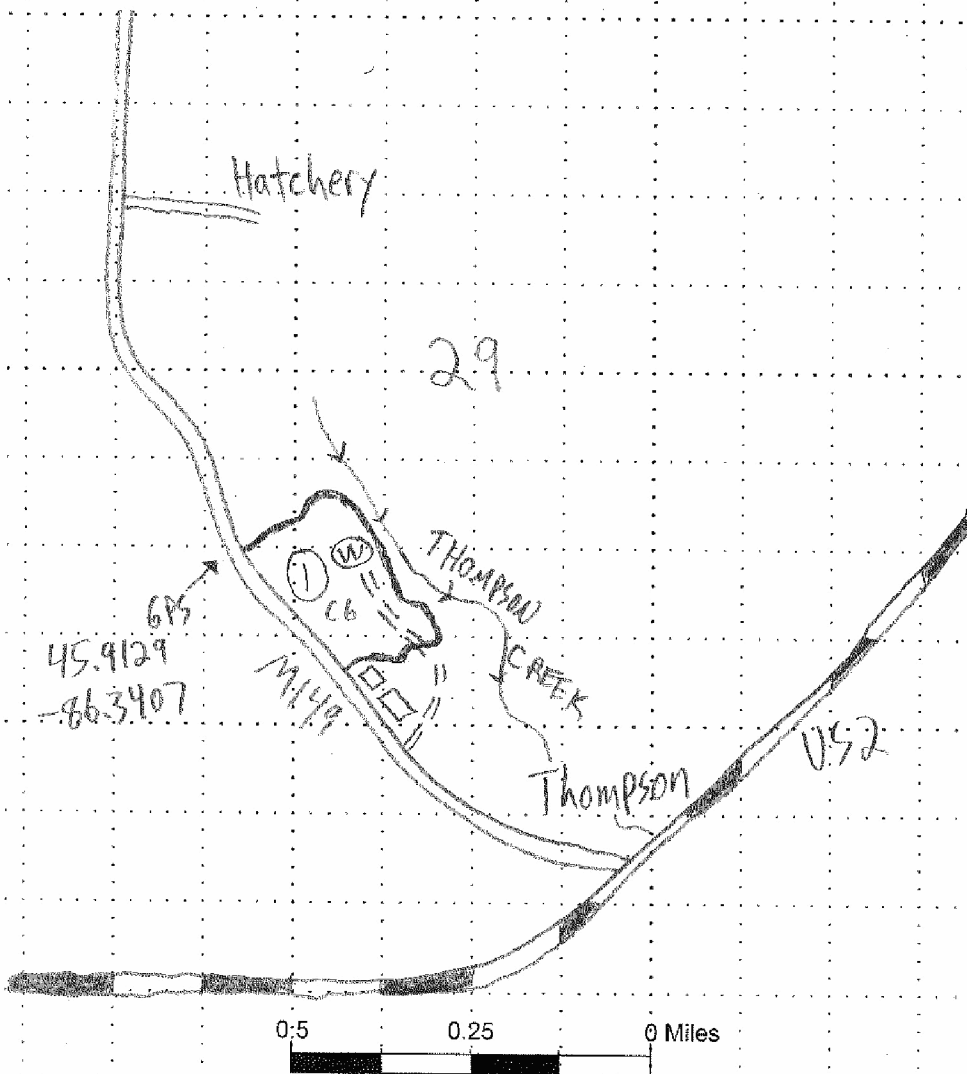 Hatchery
29
THOMPSON
CREEK
1
W
C6
GPS
45.9129
-86.3407
M149
US2
Thompson
0.5 0.25 0 Miles